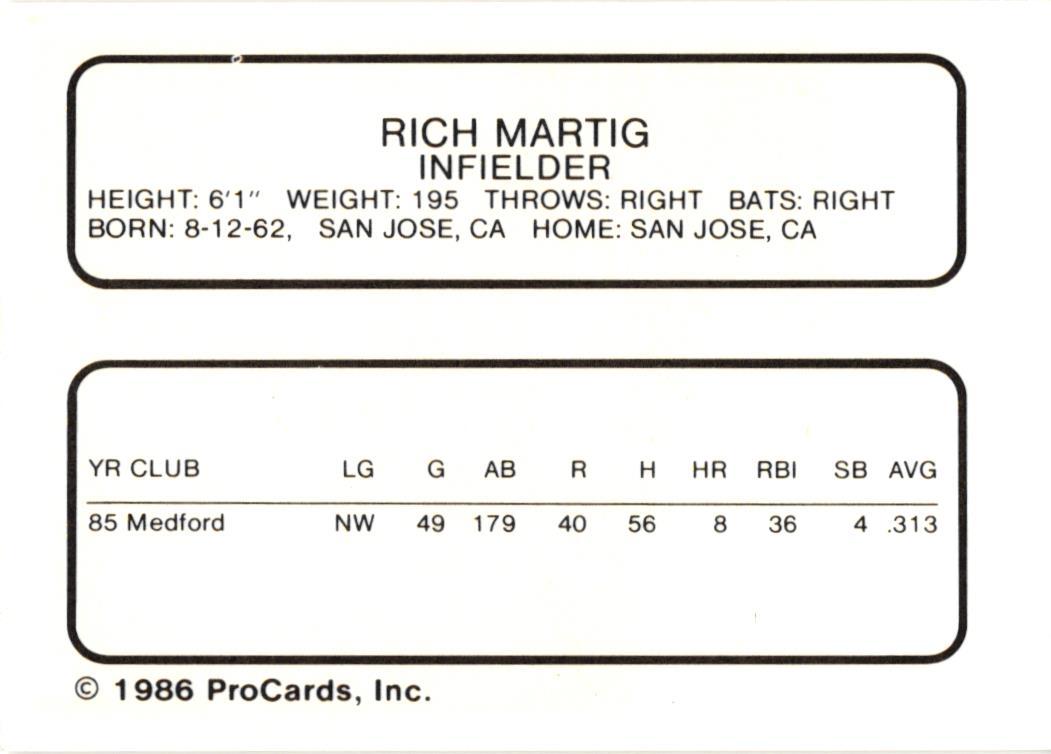 RICH MARTIG
INFIELDER
HEIGHT: 6'1" WEIGHT: 195 THROWS: RIGHT BATS: RIGHT
BORN: 8-12-62, SAN JOSE, CA HOME: SAN JOSE, CA
YR CLUB LG G AB R H HR RBI SB AVG
85 Medford NW 49 179 40 56 8 36 4 .313
© 1986 ProCards, Inc.